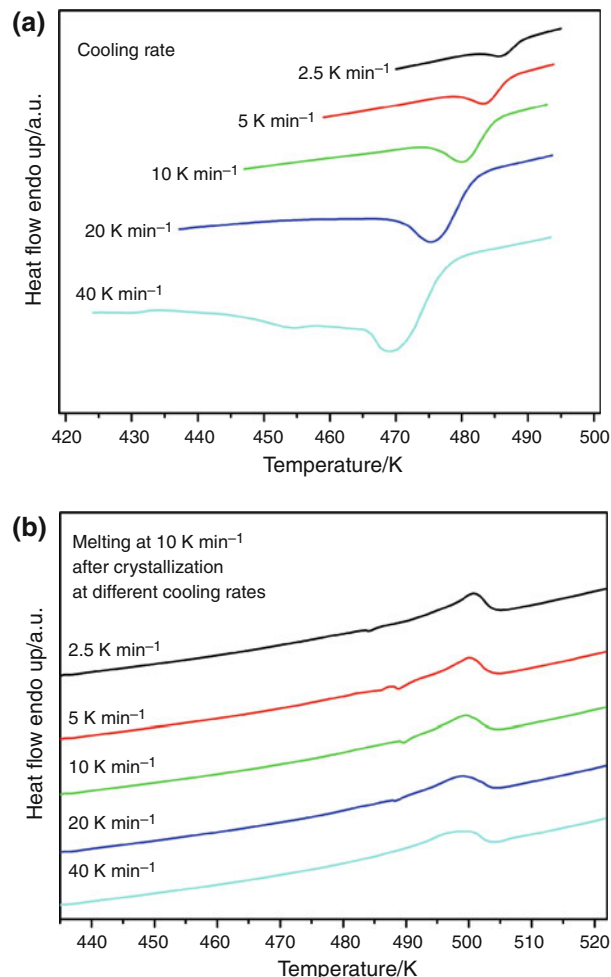 (a)
Cooling rate
2.5 K min⁻¹
5 K min⁻¹
10 K min⁻¹
20 K min⁻¹
40 K min⁻¹
Heat flow endo up/a.u.
420 430 440 450 460 470 480 490 500
Temperature/K
(b)
Melting at 10 K min⁻¹
after crystallization
at different cooling rates
2.5 K min⁻¹
5 K min⁻¹
10 K min⁻¹
20 K min⁻¹
40 K min⁻¹
Heat flow endo up/a.u.
440 450 460 470 480 490 500 510 520
Temperature/K